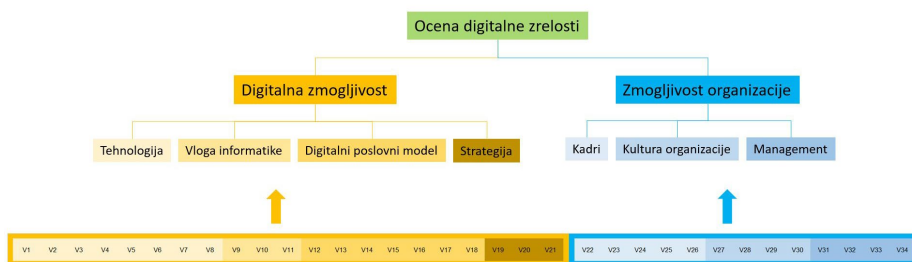 Ocena digitalne zrelosti
Digitalna zmogljivost Zmogljivost organizacije
Tehnologija Vloga informatike Digitalni poslovni model Strategija Kadri Kultura organizacije Management
V1 V2 V3 V4 V5 V6 V7 V8 V9 V10 V11 V12 V13 V14 V15 V16 V17 V18 V19 V20 V21 V22 V23 V24 V25 V26 V27 V28 V29 V30 V31 V32 V33 V34